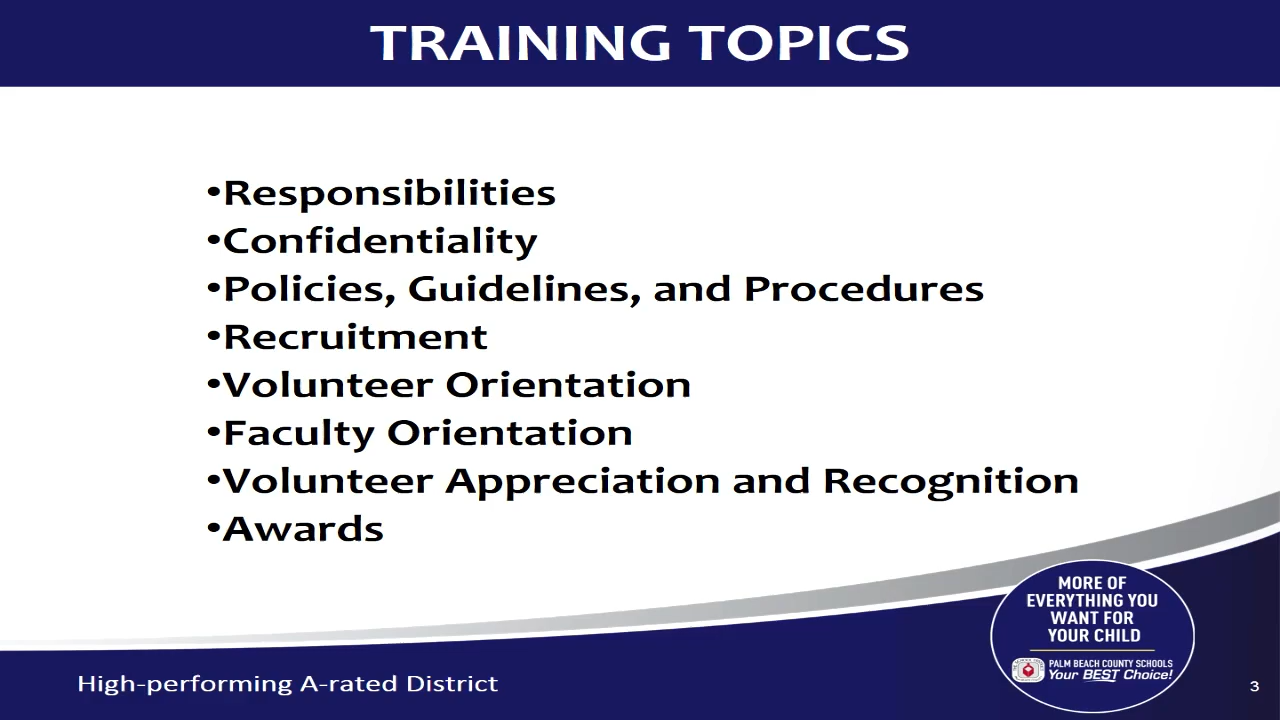 TRAINING TOPICS
•Responsibilities
•Confidentiality
•Policies, Guidelines, and Procedures
•Recruitment
•Volunteer Orientation
•Faculty Orientation
•Volunteer Appreciation and Recognition
•Awards
MORE OF
EVERYTHING YOU
WANT FOR
YOUR CHILD
PALM BEACH COUNTY SCHOOLS
Your BEST Choice!
High-performing A-rated District
3